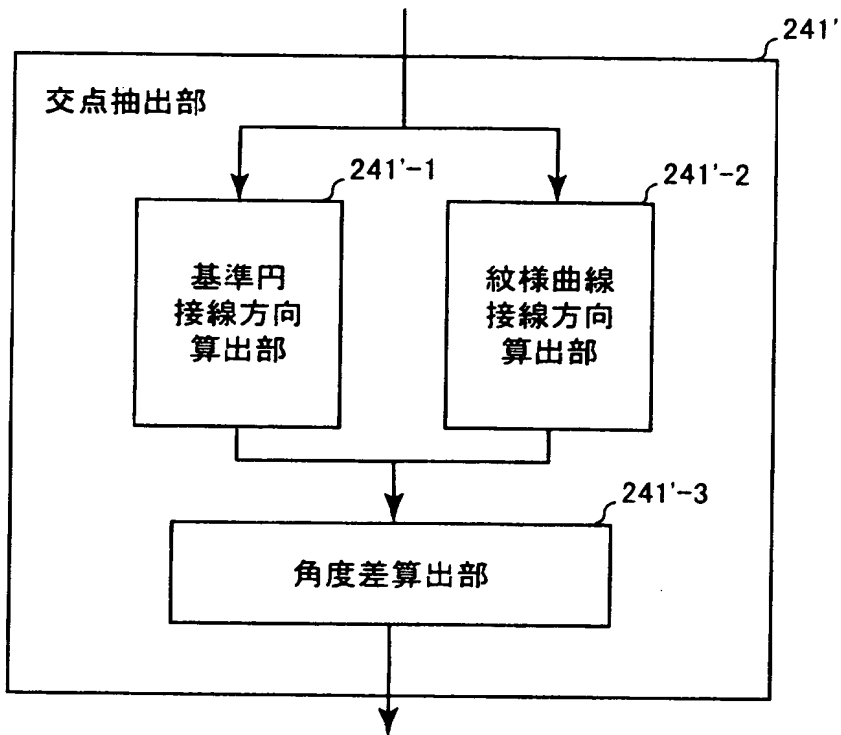 241'
交点抽出部
241'-1
241'-2
基準円
接線方向
算出部
紋様曲線
接線方向
算出部
241'-3
角度差算出部